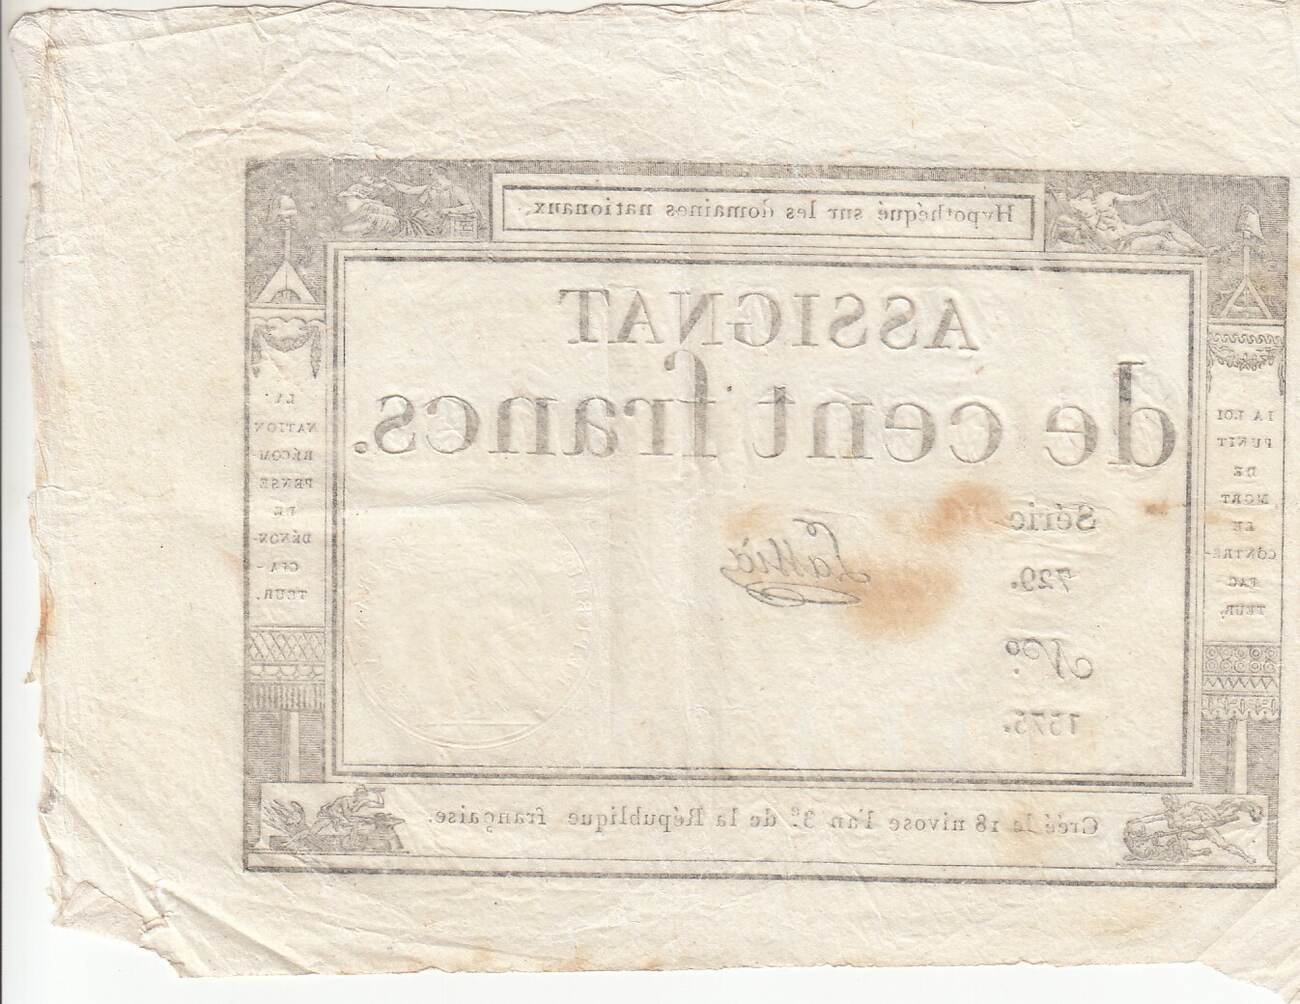 Hypothéqué sur les domaines nationaux.
ASSIGNAT
de cent francs.
Série
729.
Nº.
1575.
LA LOI
PUNIT
DE
MORT
LE
CONTRE-
FAC
TEUR.
LA
NATION
RÉCOM-
PENSE
LE
DÉNON-
CIA-
TEUR.
Créé le 18 nivose l'an 3.e de la République française.